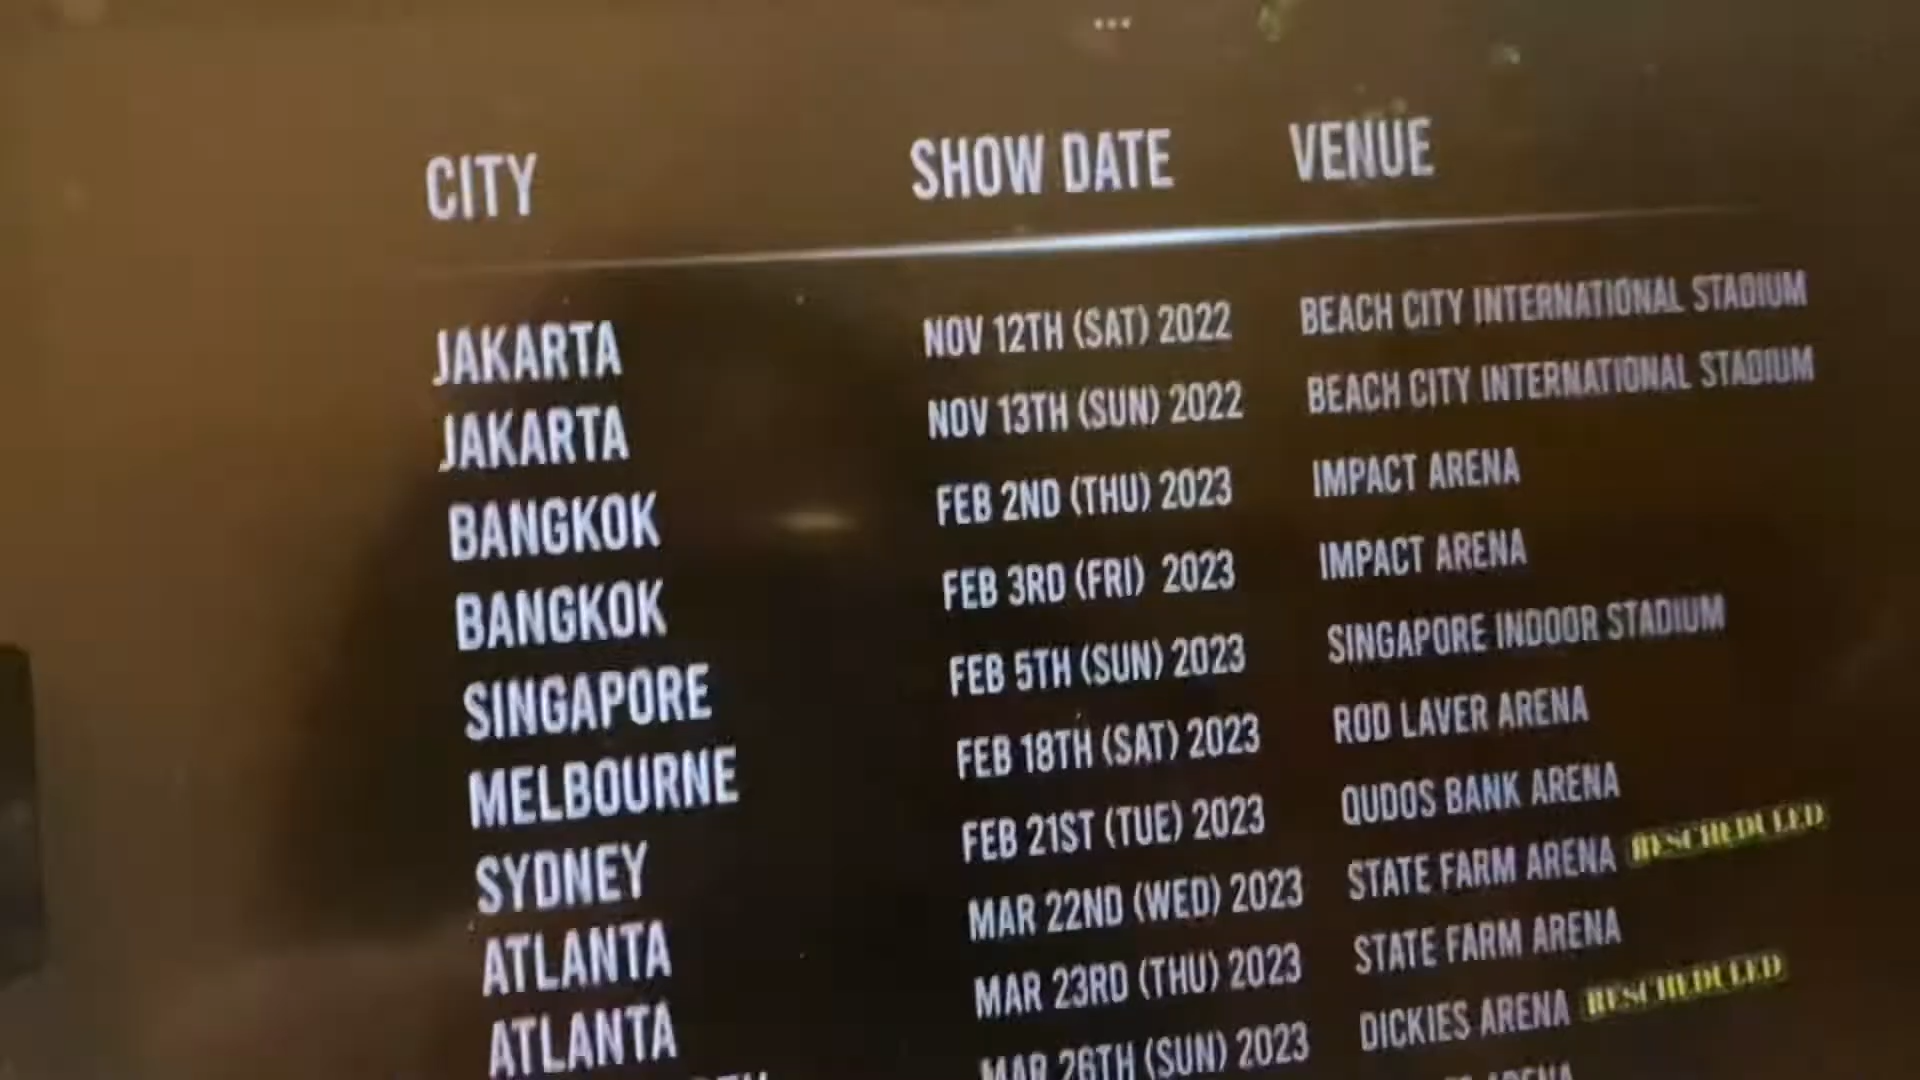 CITY SHOW DATE VENUE
JAKARTA NOV 12TH (SAT) 2022 BEACH CITY INTERNATIONAL STADIUM
JAKARTA NOV 13TH (SUN) 2022 BEACH CITY INTERNATIONAL STADIUM
BANGKOK FEB 2ND (THU) 2023 IMPACT ARENA
BANGKOK FEB 3RD (FRI) 2023 IMPACT ARENA
SINGAPORE FEB 5TH (SUN) 2023 SINGAPORE INDOOR STADIUM
MELBOURNE FEB 18TH (SAT) 2023 ROD LAVER ARENA
SYDNEY FEB 21ST (TUE) 2023 QUDOS BANK ARENA
ATLANTA MAR 22ND (WED) 2023 STATE FARM ARENA RESCHEDULED
ATLANTA MAR 23RD (THU) 2023 STATE FARM ARENA
MAR 26TH (SUN) 2023 DICKIES ARENA RESCHEDULED
ARENA